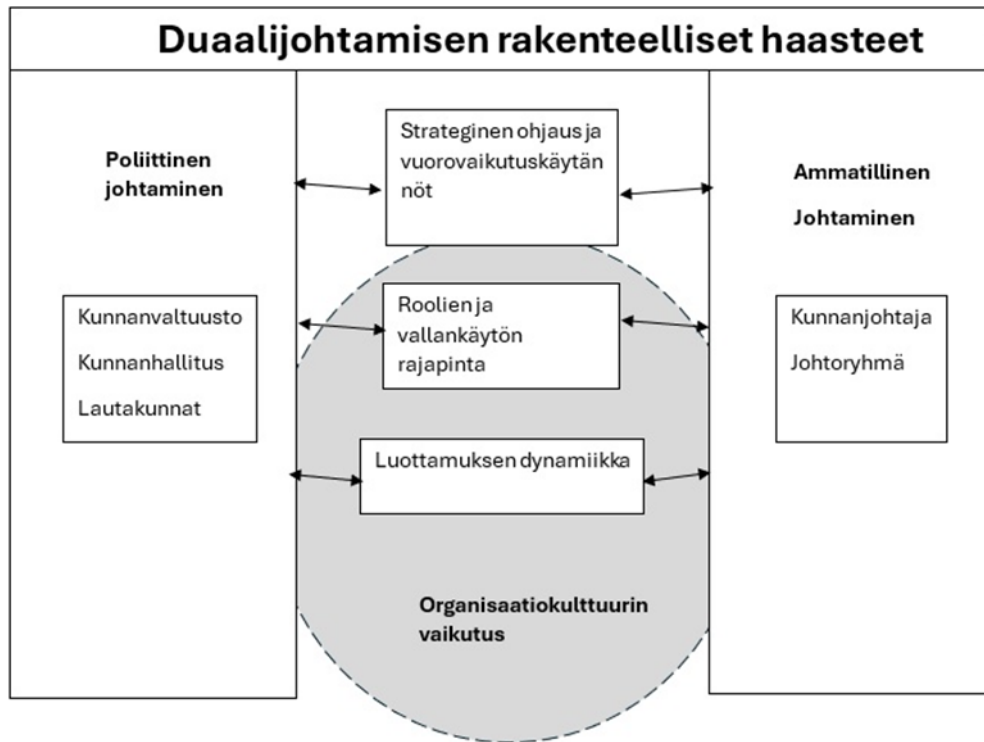 Duaalijohtamisen rakenteelliset haasteet
Poliittinen
johtaminen
Kunnanvaltuusto
Kunnanhallitus
Lautakunnat
Strateginen ohjaus ja
vuorovaikutuskäytän
nöt
Roolien ja
vallankäytön
rajapinta
Luottamuksen dynamiikka
Organisaatiokulttuurin
vaikutus
Ammatillinen
Johtaminen
Kunnanjohtaja
Johtoryhmä